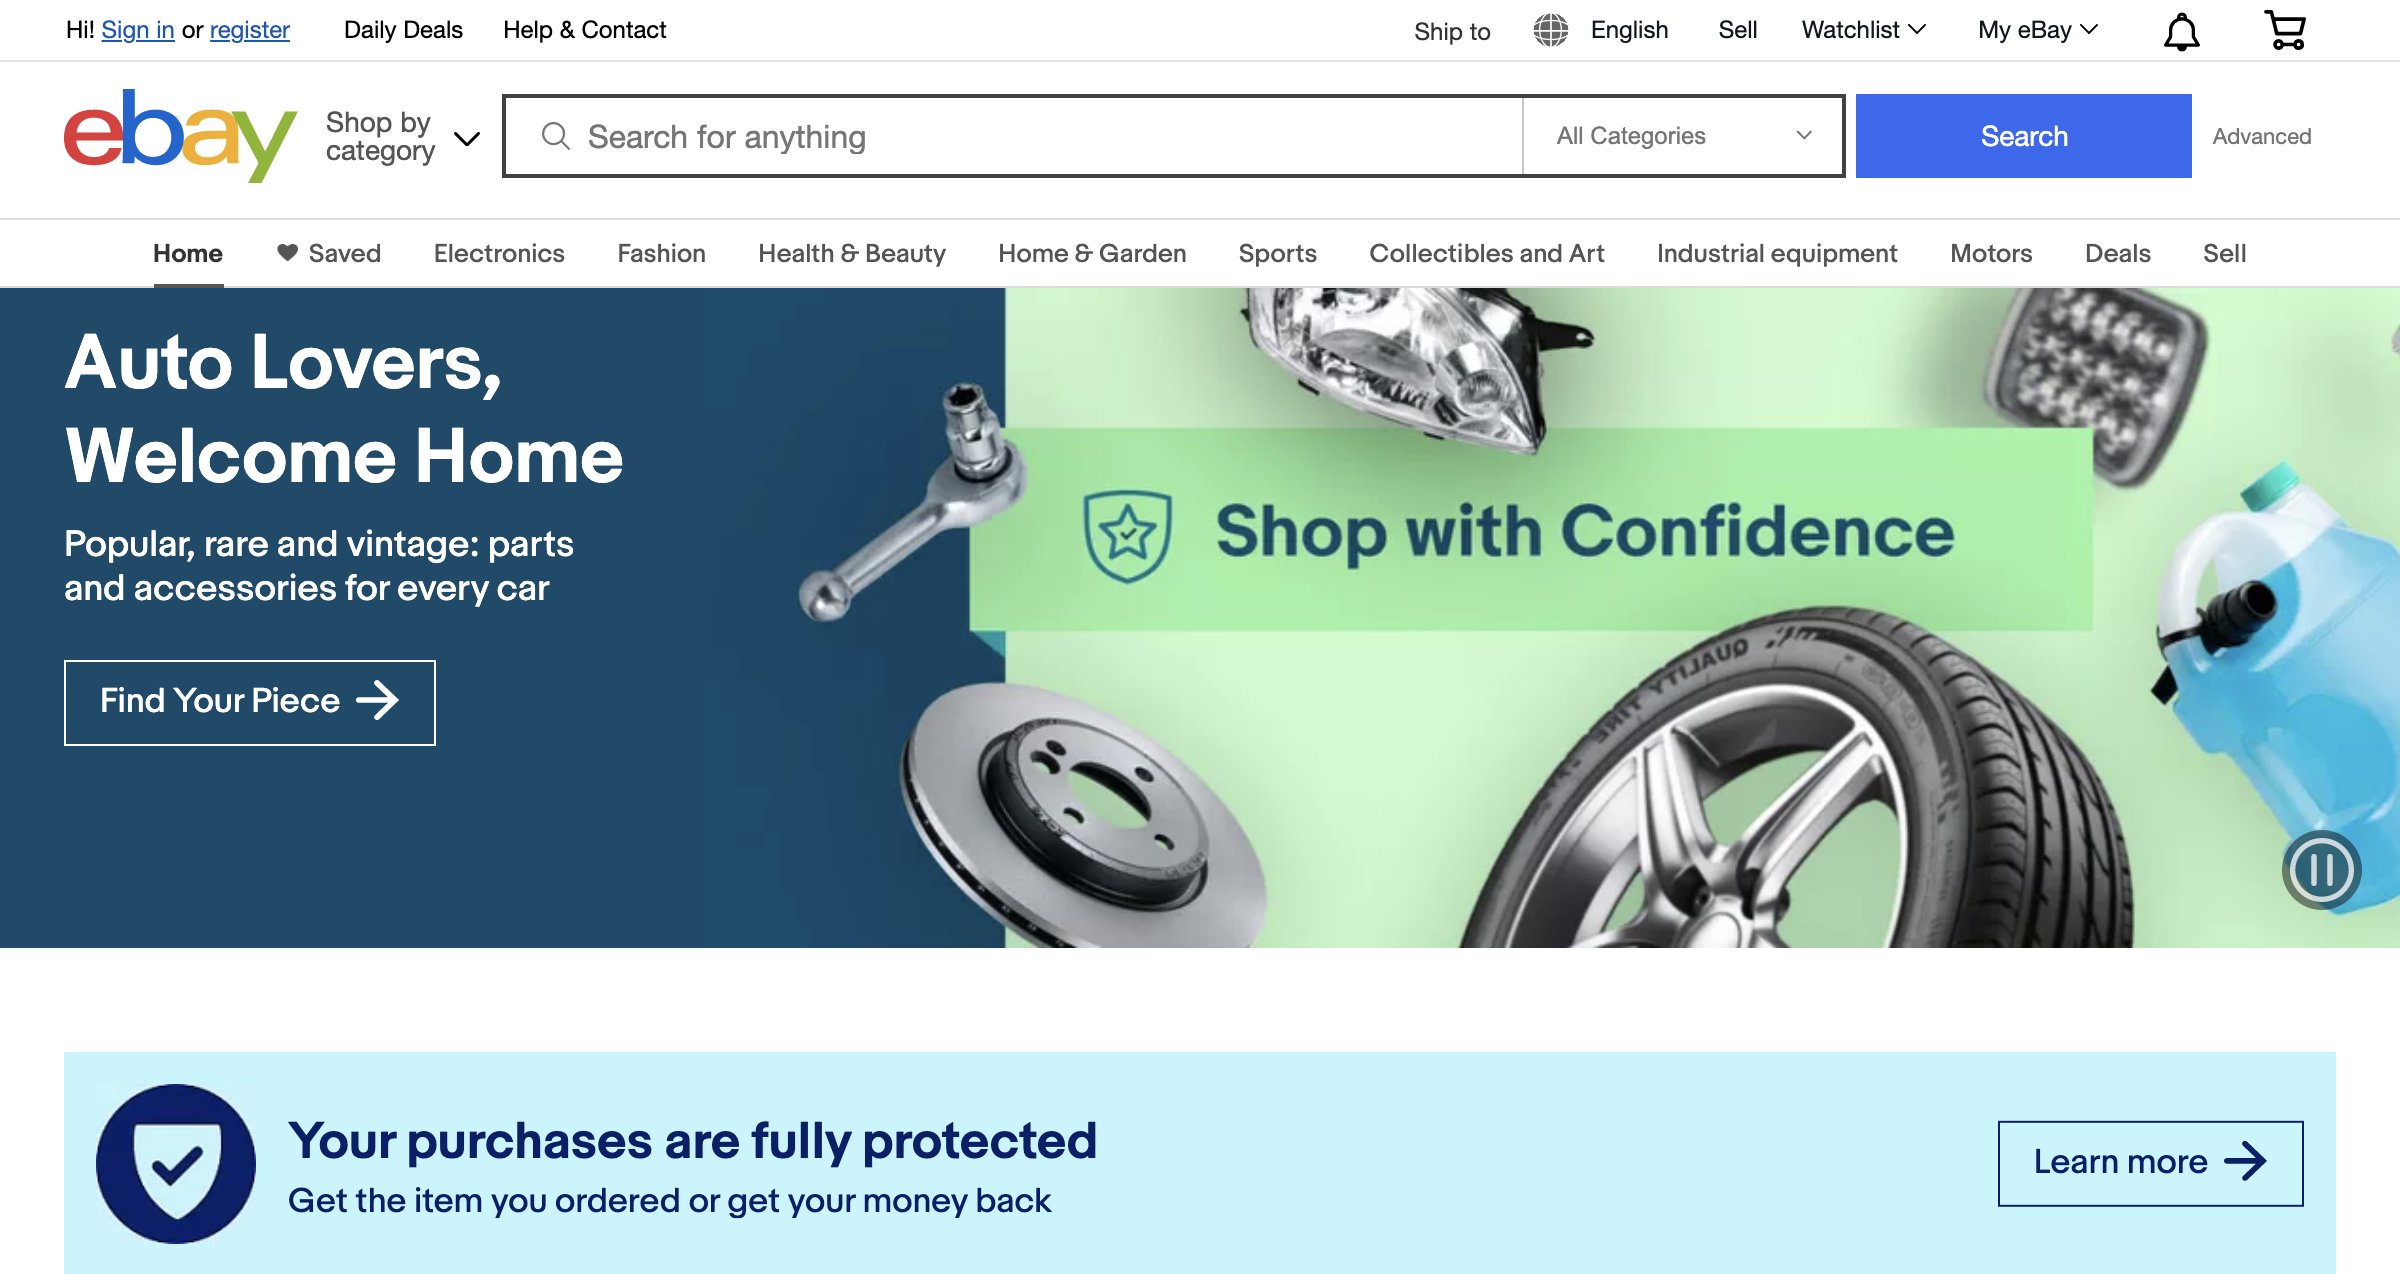 Hi! Sign in or register Daily Deals Help & Contact Ship to English Sell Watchlist My eBay
ebay
Shop by
category
Search for anything All Categories Search Advanced
Home Saved Electronics Fashion Health & Beauty Home & Garden Sports Collectibles and Art Industrial equipment Motors Deals Sell
Auto Lovers,
Welcome Home
Popular, rare and vintage: parts
and accessories for every car
Find Your Piece
Shop with Confidence
QUALITY TIRE
Your purchases are fully protected
Get the item you ordered or get your money back
Learn more